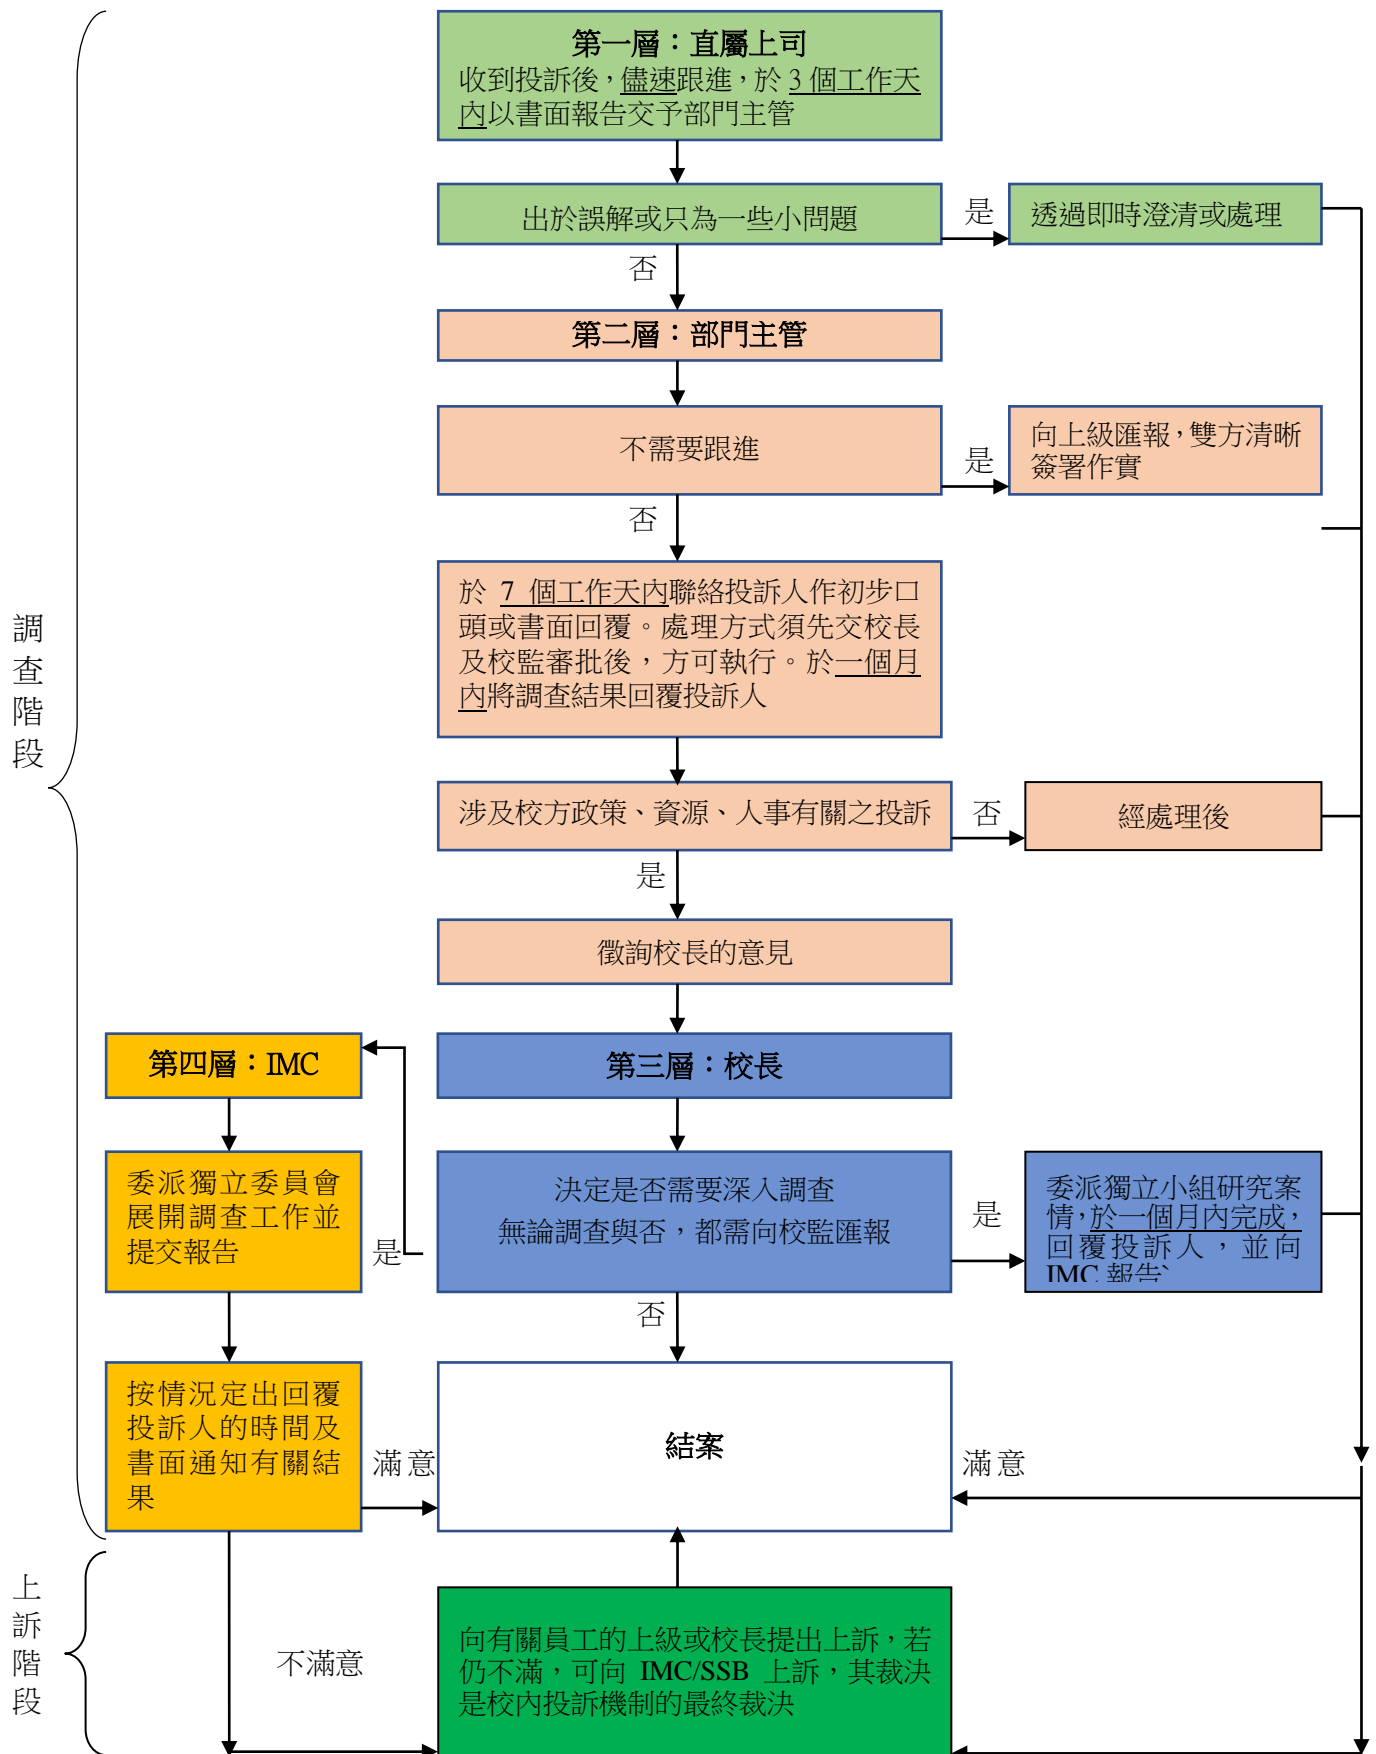 第一層：直屬上司
收到投訴後，儘速跟進，於 3 個工作天
內以書面報告交予部門主管
出於誤解或只為一些小問題
是
透過即時澄清或處理
否
第二層：部門主管
不需要跟進
是
向上級匯報，雙方清晰
簽署作實
否
於 7 個工作天內聯絡投訴人作初步口
頭或書面回覆。處理方式須先交校長
及校監審批後，方可執行。於一個月
內將調查結果回覆投訴人
調查階段
涉及校方政策、資源、人事有關之投訴
否
經處理後
是
徵詢校長的意見
第四層：IMC
第三層：校長
委派獨立委員會
展開調查工作並
提交報告
是
決定是否需要深入調查
無論調查與否，都需向校監匯報
是
委派獨立小組研究案
情，於一個月內完成，
回覆投訴人，並向
IMC 報告`
否
按情況定出回覆
投訴人的時間及
書面通知有關結
果
滿意
結案
滿意
上訴階段
不滿意
向有關員工的上級或校長提出上訴，若
仍不滿，可向 IMC/SSB 上訴，其裁決
是校內投訴機制的最終裁決